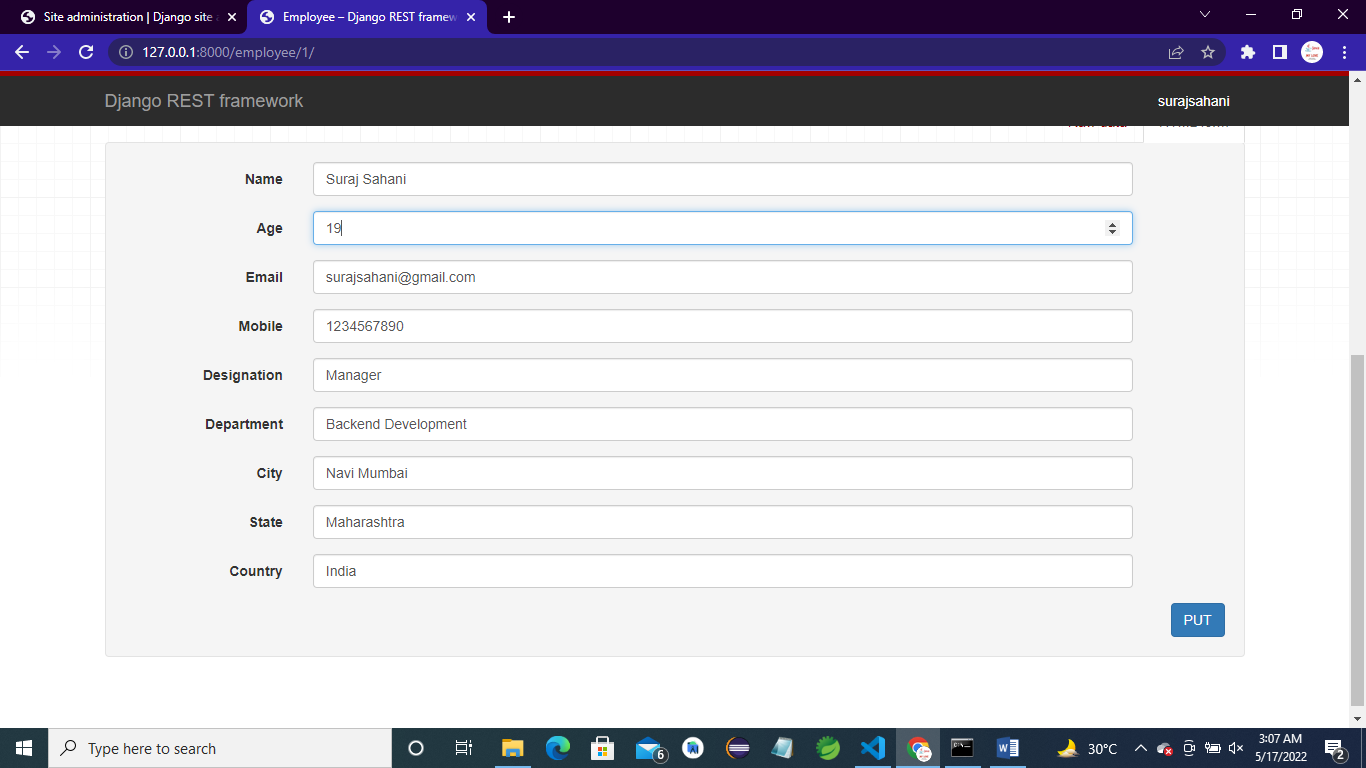 Site administration | Django site a
Employee – Django REST framew
127.0.0.1:8000/employee/1/
Django REST framework
surajsahani
Name
Suraj Sahani
Age
19
Email
surajsahani@gmail.com
Mobile
1234567890
Designation
Manager
Department
Backend Development
City
Navi Mumbai
State
Maharashtra
Country
India
PUT
Type here to search
6
30°C
3:07 AM
5/17/2022
2